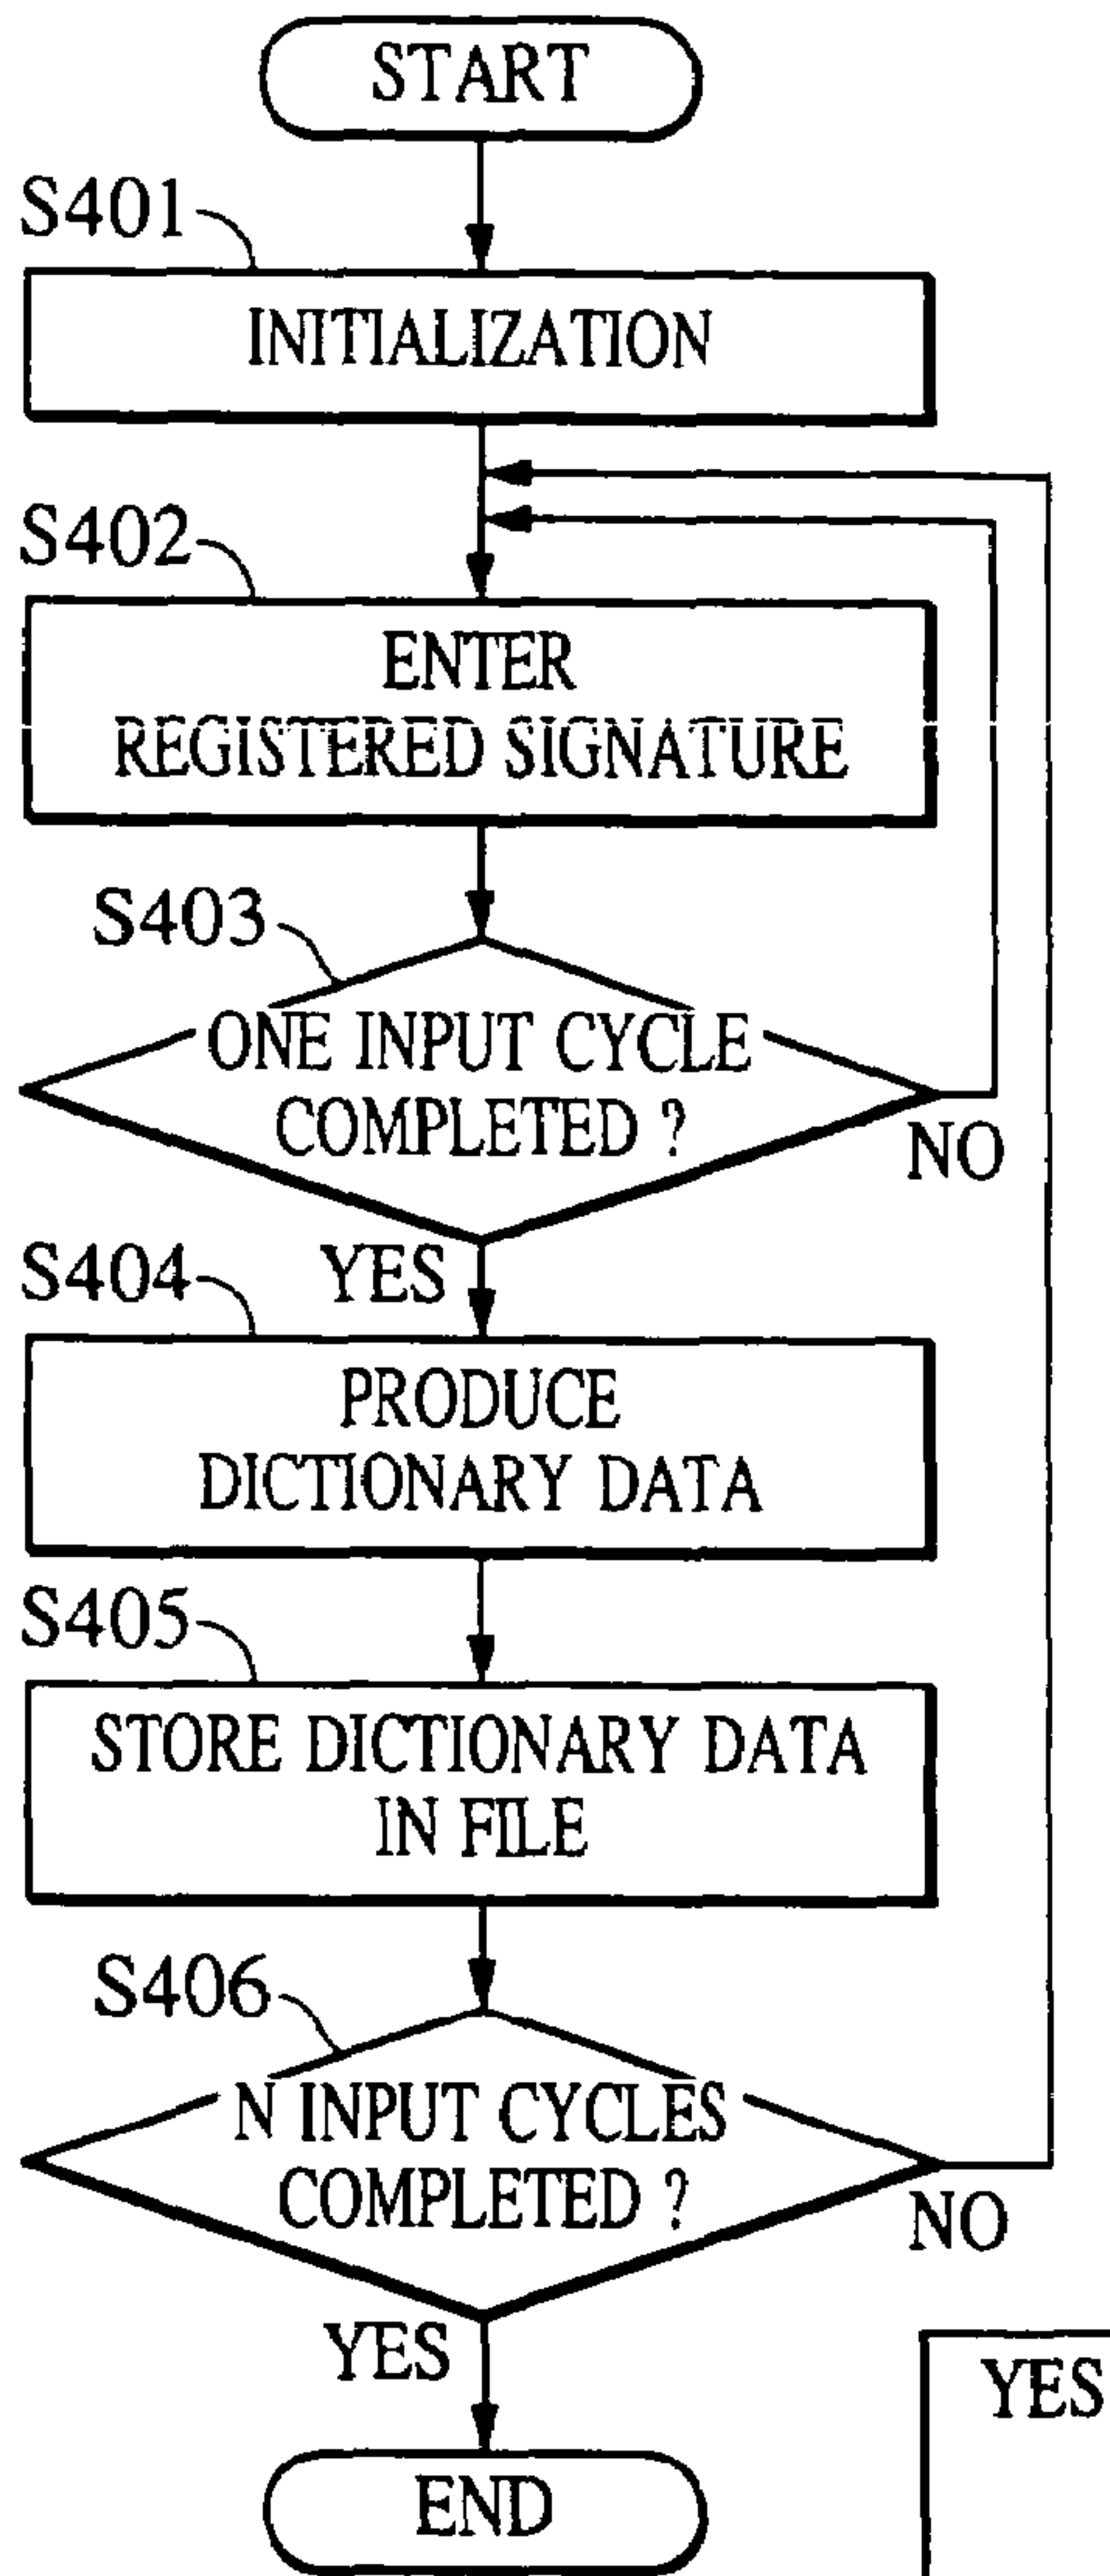 START
S401
INITIALIZATION
S402
ENTER
REGISTERED SIGNATURE
S403
ONE INPUT CYCLE
COMPLETED ?
NO
YES
S404
PRODUCE
DICTIONARY DATA
S405
STORE DICTIONARY DATA
IN FILE
S406
N INPUT CYCLES
COMPLETED ?
NO
YES
YES
END